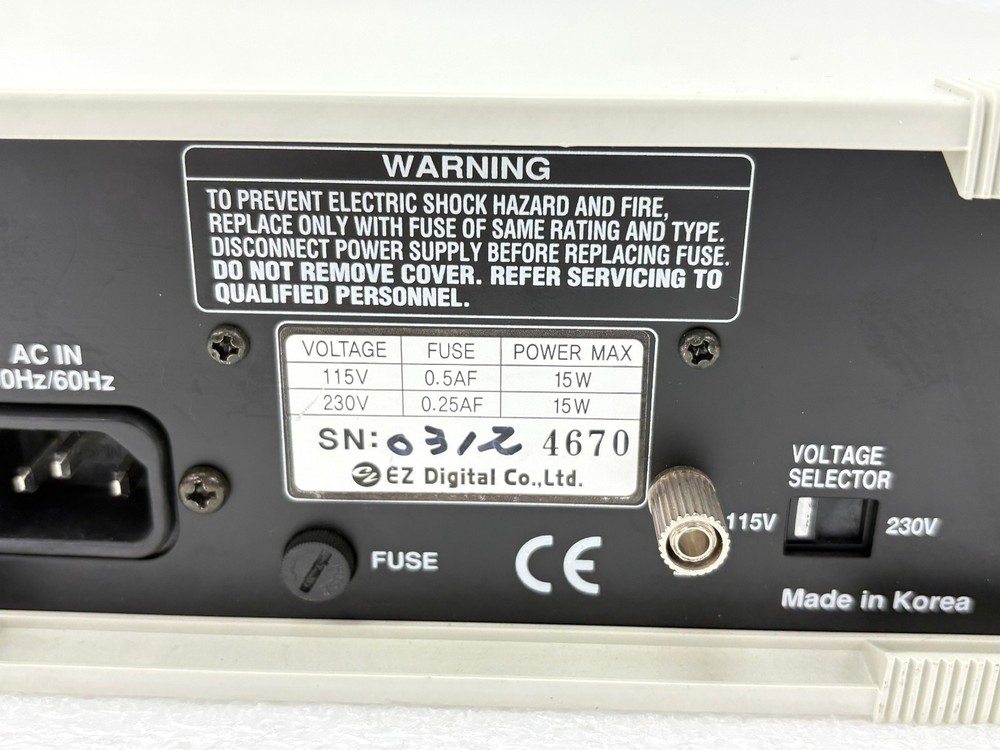 WARNING
TO PREVENT ELECTRIC SHOCK HAZARD AND FIRE,
REPLACE ONLY WITH FUSE OF SAME RATING AND TYPE.
DISCONNECT POWER SUPPLY BEFORE REPLACING FUSE.
DO NOT REMOVE COVER. REFER SERVICING TO
QUALIFIED PERSONNEL.
AC IN
0Hz/60Hz
VOLTAGE FUSE POWER MAX
115V 0.5AF 15W
230V 0.25AF 15W
SN: 0312 4670
EZ Digital Co.,Ltd.
FUSE
CE
VOLTAGE
SELECTOR
115V 230V
Made in Korea